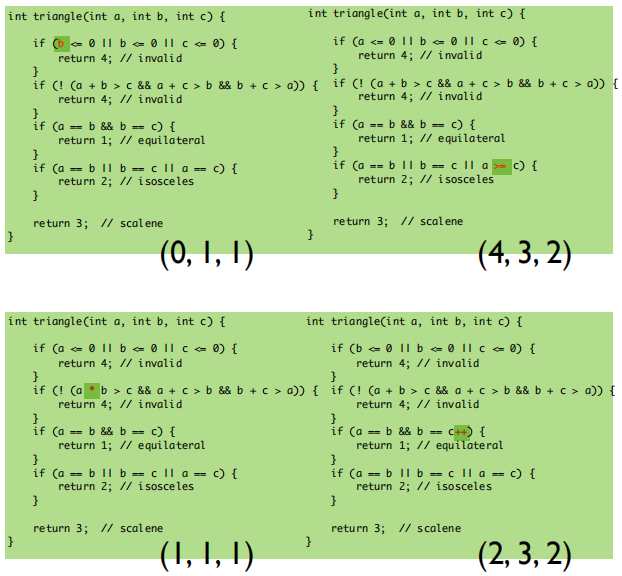 int triangle(int a, int b, int c) {
if (b <= 0 || b <= 0 || c <= 0) {
return 4; // invalid
}
if (! (a + b > c && a + c > b && b + c > a)) {
return 4; // invalid
}
if (a == b && b == c) {
return 1; // equilateral
}
if (a == b || b == c || a == c) {
return 2; // isosceles
}
return 3; // scalene
}
(0, 1, 1)
int triangle(int a, int b, int c) {
if (a <= 0 || b <= 0 || c <= 0) {
return 4; // invalid
}
if (! (a + b > c && a + c > b && b + c > a)) {
return 4; // invalid
}
if (a == b && b == c) {
return 1; // equilateral
}
if (a == b || b == c || a >= c) {
return 2; // isosceles
}
return 3; // scalene
}
(4, 3, 2)
int triangle(int a, int b, int c) {
if (a <= 0 || b <= 0 || c <= 0) {
return 4; // invalid
}
if (! (a * b > c && a + c > b && b + c > a)) {
return 4; // invalid
}
if (a == b && b == c) {
return 1; // equilateral
}
if (a == b || b == c || a == c) {
return 2; // isosceles
}
return 3; // scalene
}
(1, 1, 1)
int triangle(int a, int b, int c) {
if (b <= 0 || b <= 0 || c <= 0) {
return 4; // invalid
}
if (! (a + b > c && a + c > b && b + c > a)) {
return 4; // invalid
}
if (a == b && b == c++) {
return 1; // equilateral
}
if (a == b || b == c || a == c) {
return 2; // isosceles
}
return 3; // scalene
}
(2, 3, 2)